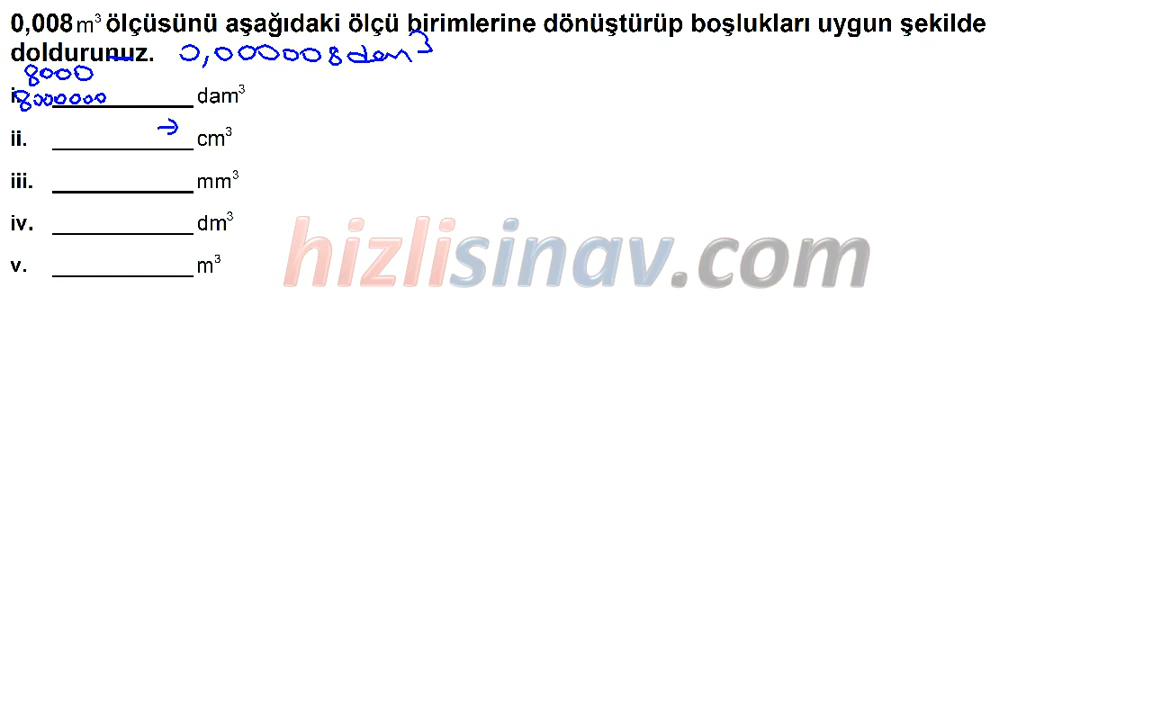 0,008 m³ ölçüsünü aşağıdaki ölçü birimlerine dönüştürüp boşlukları uygun şekilde
doldurunuz. 0,000008 dam³
8000
i. 8000000 dam³
ii. → cm³
iii. mm³
iv. dm³
v. m³
hizlisinav.com